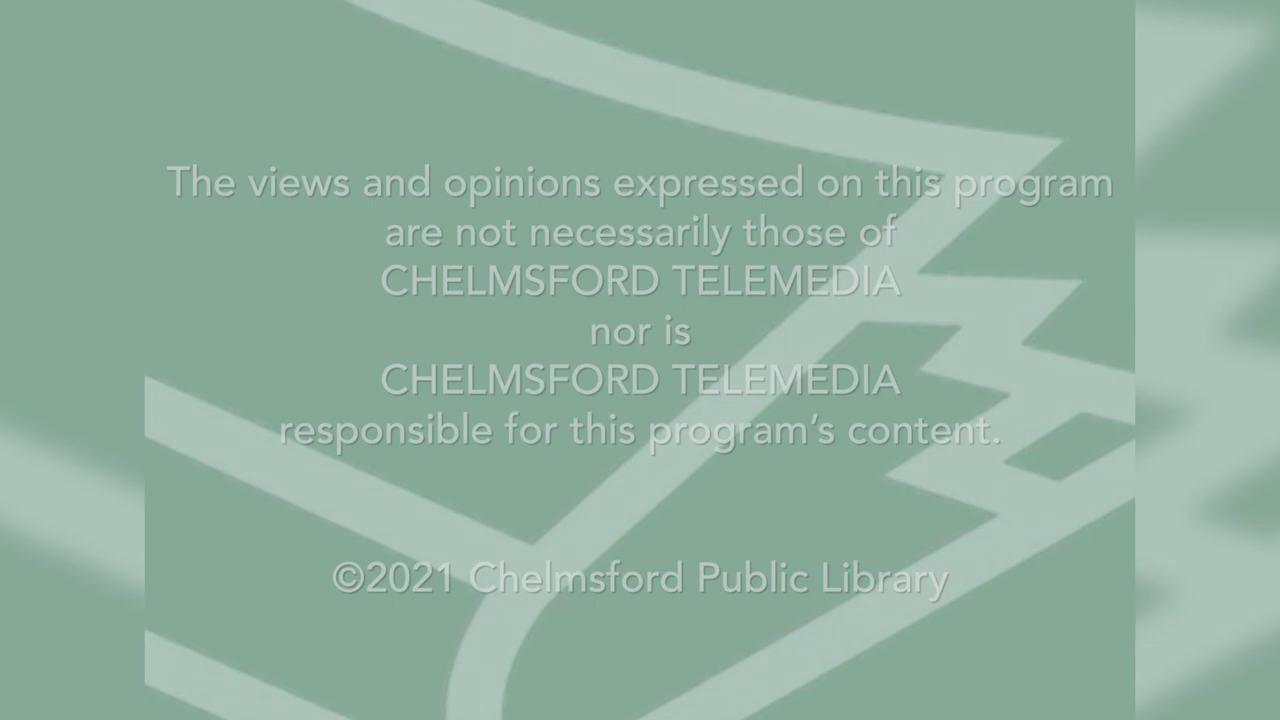 The views and opinions expressed on this program
are not necessarily those of
CHELMSFORD TELEMEDIA
nor is
CHELMSFORD TELEMEDIA
responsible for this program’s content.
©2021 Chelmsford Public Library